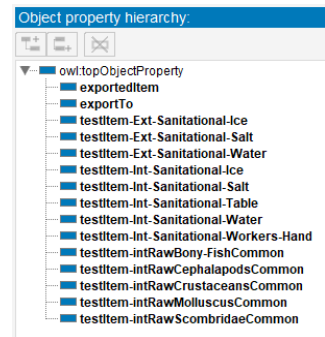 Object property hierarchy:
owl:topObjectProperty
exportedItem
exportTo
testItem-Ext-Sanitational-Ice
testItem-Ext-Sanitational-Salt
testItem-Ext-Sanitational-Water
testItem-Int-Sanitational-Ice
testItem-Int-Sanitational-Salt
testItem-Int-Sanitational-Table
testItem-Int-Sanitational-Water
testItem-Int-Sanitational-Workers-Hand
testItem-intRawBony-FishCommon
testItem-intRawCephalapodsCommon
testItem-intRawCrustaceansCommon
testItem-intRawMolluscusCommon
testItem-intRawScombridaeCommon